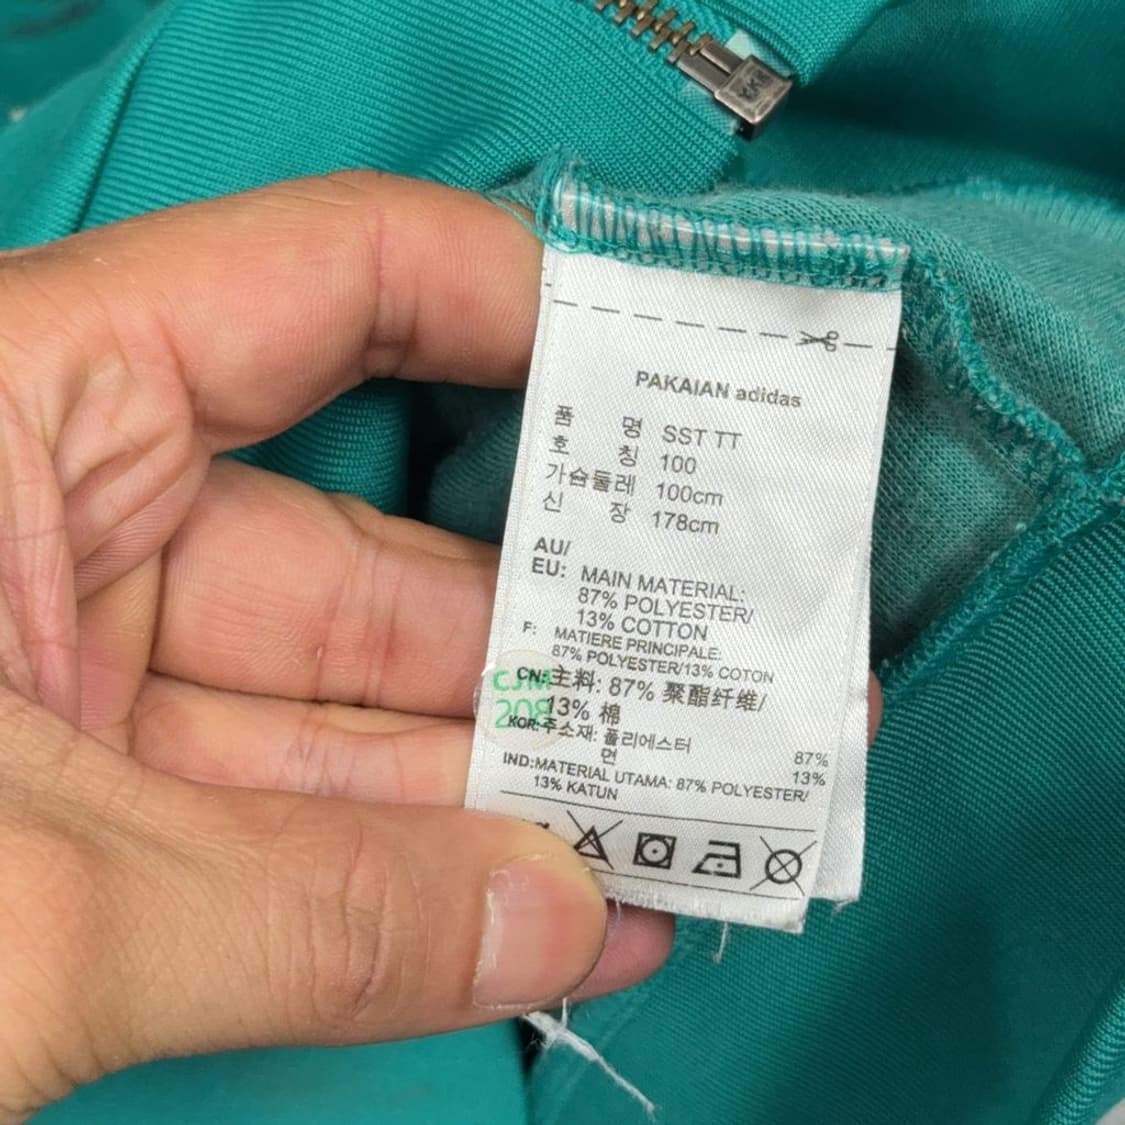 YKK
PAKAIAN adidas
품 명 SST TT
호 칭 100
가슴둘레 100cm
신 장 178cm
AU/
EU: MAIN MATERIAL:
87% POLYESTER/
13% COTTON
F: MATIERE PRINCIPALE:
87% POLYESTER/13% COTON
CN:主料: 87% 聚酯纤维/
13% 棉
CJM
208
KOR:주소재: 폴리에스터 87%
면 13%
IND:MATERIAL UTAMA: 87% POLYESTER/
13% KATUN